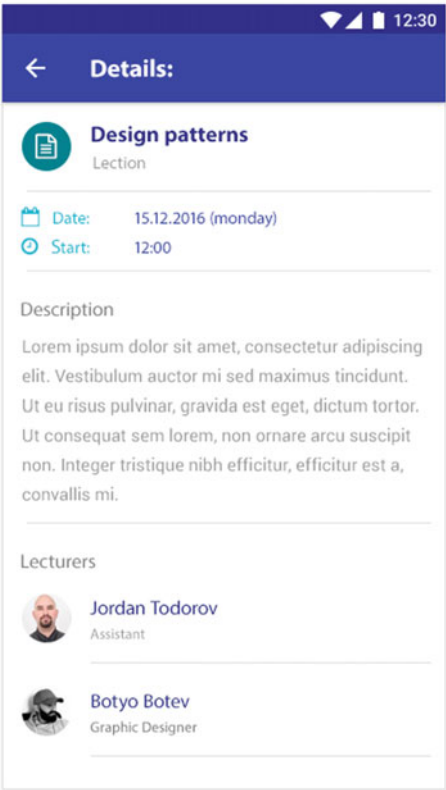 12:30
Details:
Design patterns
Lection
Date: 15.12.2016 (monday)
Start: 12:00
Description
Lorem ipsum dolor sit amet, consectetur adipiscing
elit. Vestibulum auctor mi sed maximus tincidunt.
Ut eu risus pulvinar, gravida est eget, dictum tortor.
Ut consequat sem lorem, non ornare arcu suscipit
non. Integer tristique nibh efficitur, efficitur est a,
convallis mi.
Lecturers
Jordan Todorov
Assistant
Botyo Botev
Graphic Designer